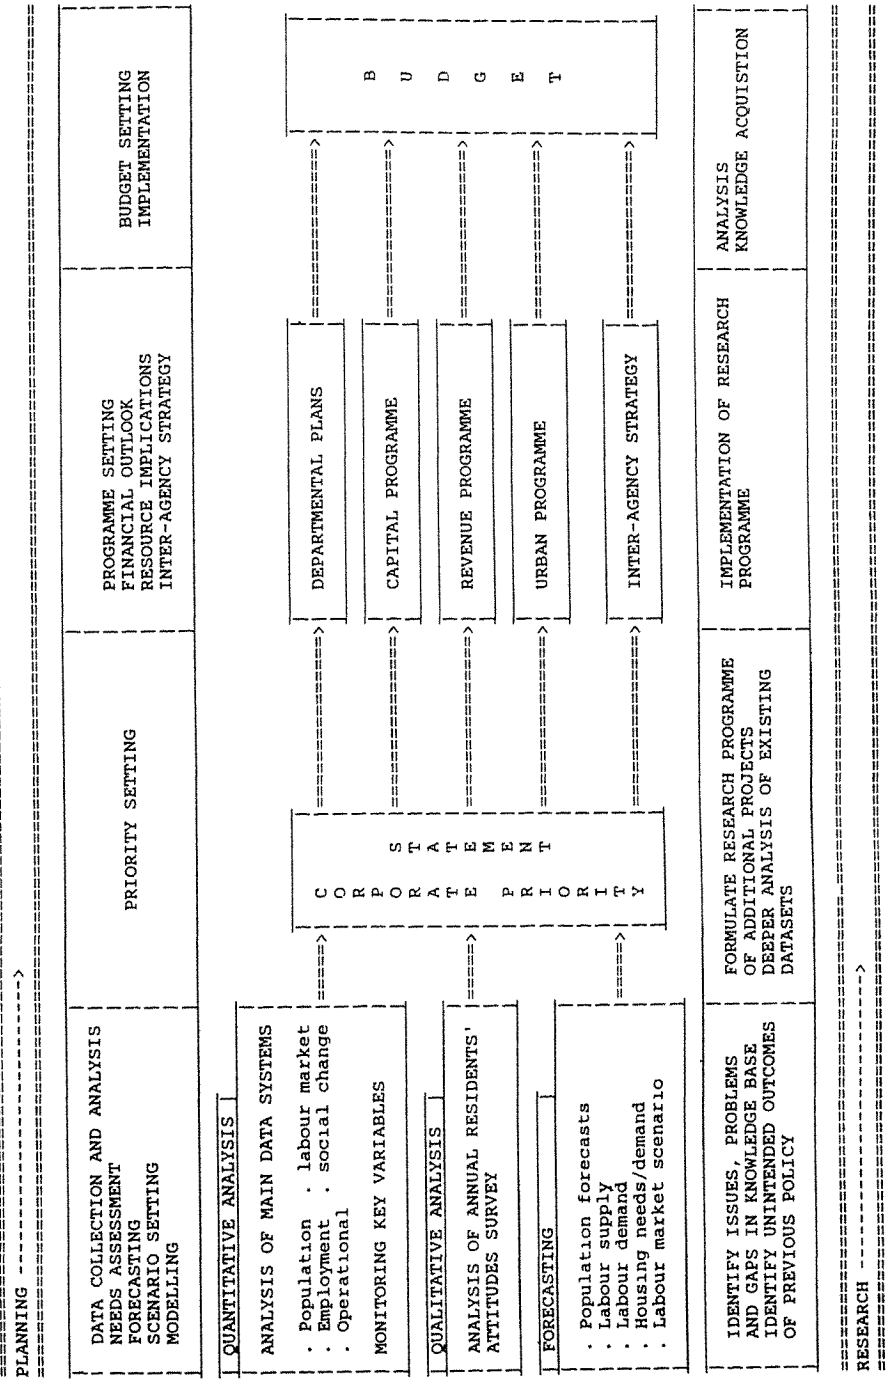 PLANNING ------------------------------->
DATA COLLECTION AND ANALYSIS
NEEDS ASSESSMENT
FORECASTING
SCENARIO SETTING
MODELLING
PRIORITY SETTING
PROGRAMME SETTING
FINANCIAL OUTLOOK
RESOURCE IMPLICATIONS
INTER-AGENCY STRATEGY
BUDGET SETTING
IMPLEMENTATION
QUANTITATIVE ANALYSIS
ANALYSIS OF MAIN DATA SYSTEMS
. Population . labour market
. Employment . social change
. Operational
MONITORING KEY VARIABLES
QUALITATIVE ANALYSIS
ANALYSIS OF ANNUAL RESIDENTS'
ATTITUDES SURVEY
FORECASTING
. Population forecasts
. Labour supply
. Labour demand
. Housing needs/demand
. Labour market scenario
CORPORATE PRIORITY
STATEMENT
DEPARTMENTAL PLANS
CAPITAL PROGRAMME
REVENUE PROGRAMME
URBAN PROGRAMME
INTER-AGENCY STRATEGY
BUDGET
IDENTIFY ISSUES, PROBLEMS
AND GAPS IN KNOWLEDGE BASE
IDENTIFY UNINTENDED OUTCOMES
OF PREVIOUS POLICY
FORMULATE RESEARCH PROGRAMME
OF ADDITIONAL PROJECTS
DEEPER ANALYSIS OF EXISTING
DATASETS
IMPLEMENTATION OF RESEARCH
PROGRAMME
ANALYSIS
KNOWLEDGE ACQUISTION
RESEARCH ------------------------------->